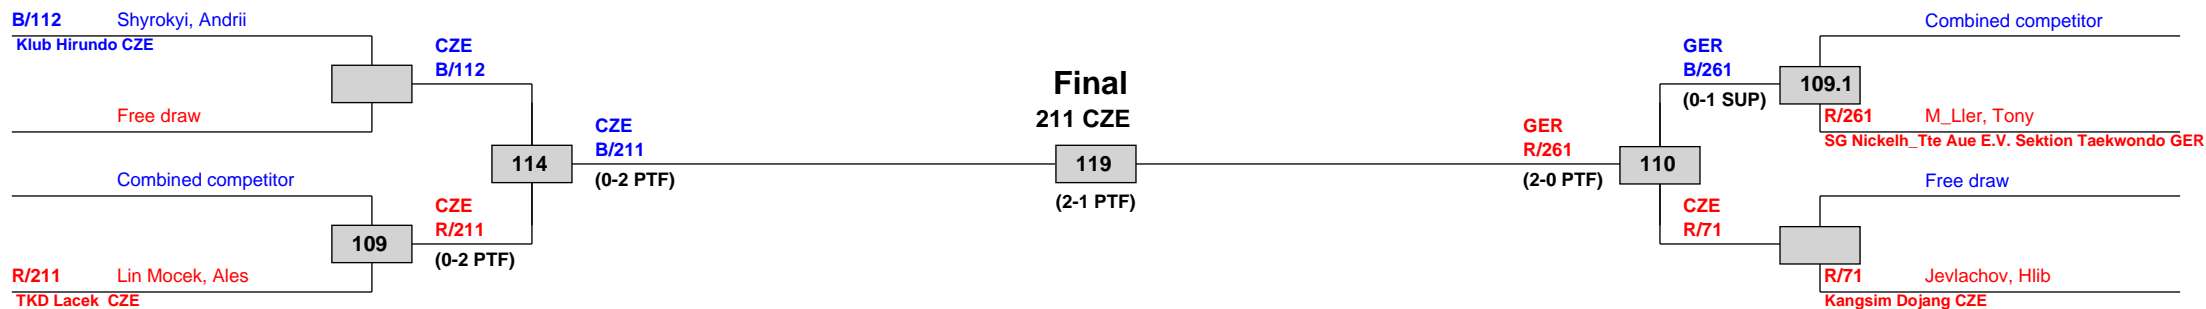 B/112 Shyrokyi, Andrii
Klub Hirundo CZE
CZE
B/112
Free draw
Combined competitor
109
R/211 Lin Mocek, Ales
TKD Lacek CZE
CZE
R/211
(0-2 PTF)
114
CZE
B/211
(0-2 PTF)
Final
211 CZE
119
(2-1 PTF)
GER
R/261
(2-0 PTF)
110
GER
B/261
(0-1 SUP)
109.1
Combined competitor
R/261 M_Ller, Tony
SG Nickelh_Tte Aue E.V. Sektion Taekwondo GER
Free draw
CZE
R/71
R/71 Jevlachov, Hlib
Kangsim Dojang CZE